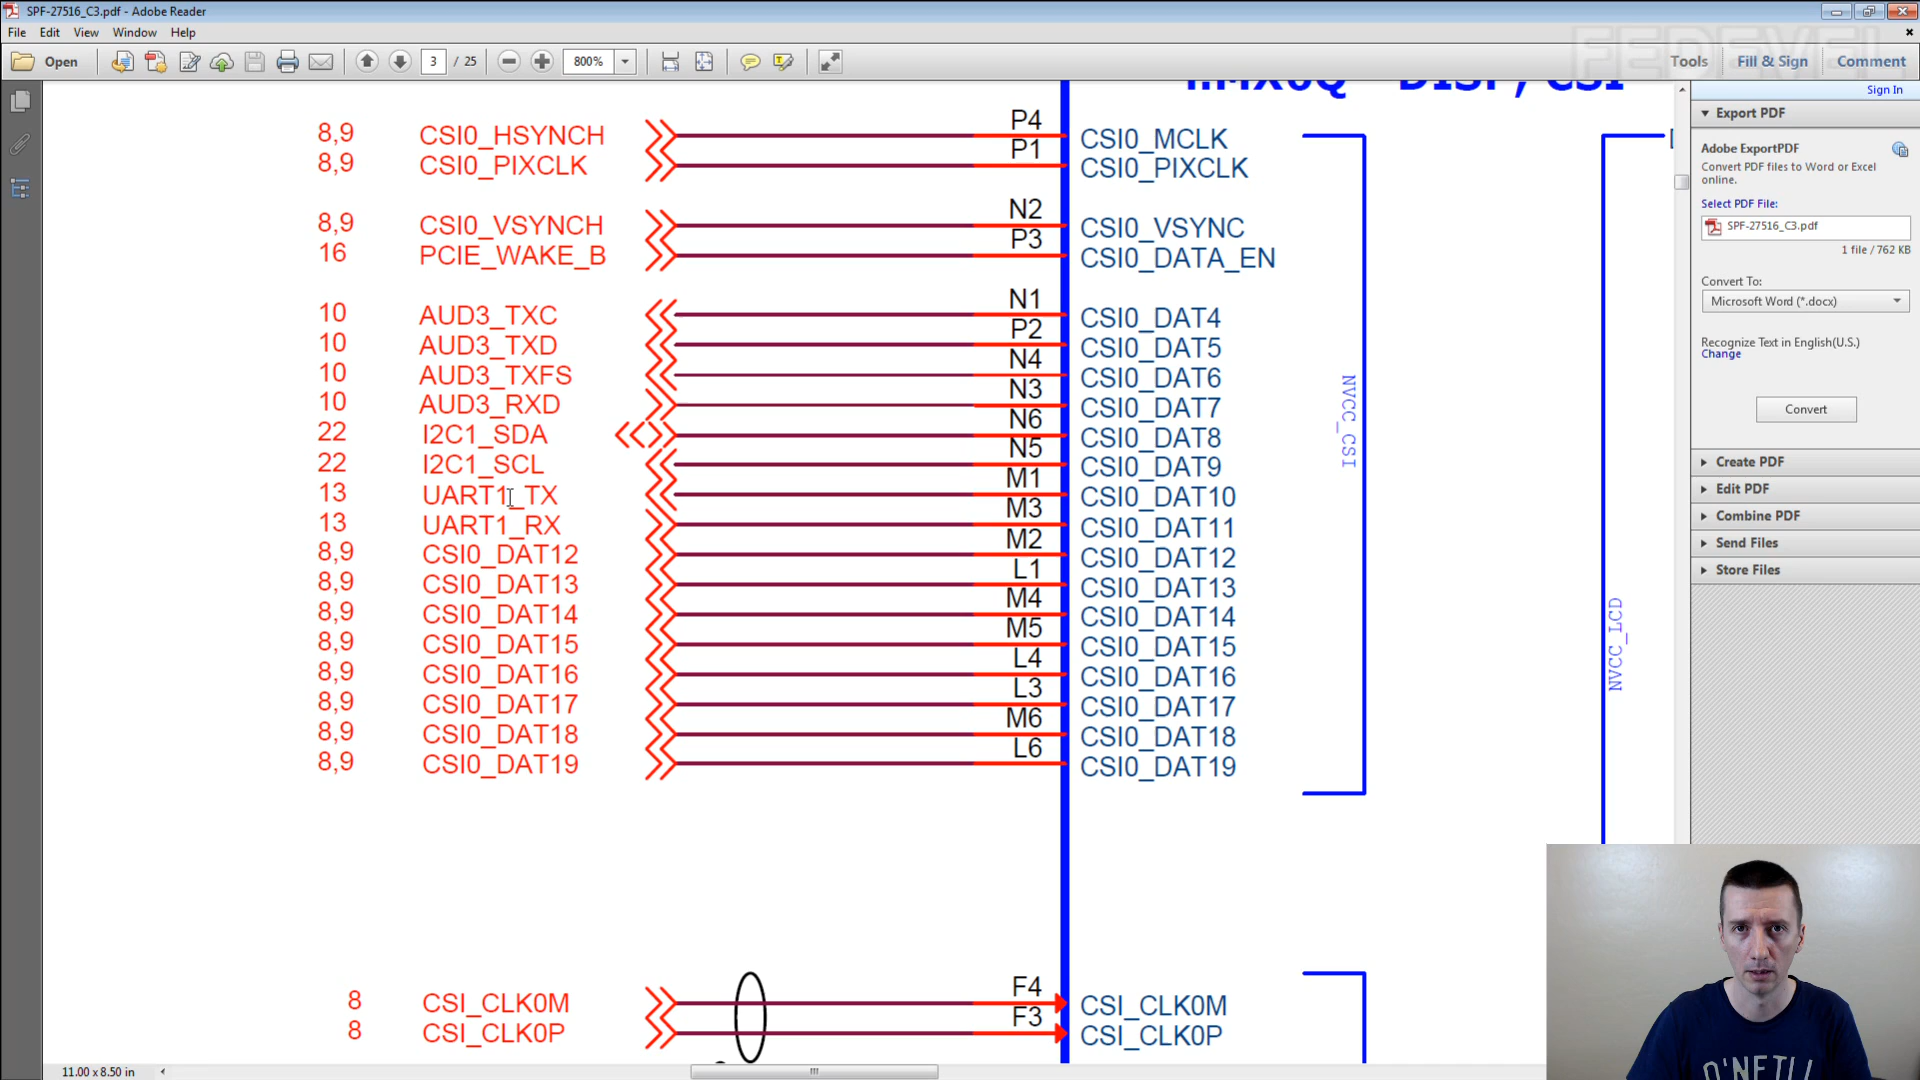 SPF-27516_C3.pdf - Adobe Reader
File Edit View Window Help
FEDEVEL
Open 3 / 25 800% Tools Fill & Sign Comment
Sign In
8,9 CSI0_HSYNCH P4 CSI0_MCLK
8,9 CSI0_PIXCLK P1 CSI0_PIXCLK
8,9 CSI0_VSYNCH N2 CSI0_VSYNC
16 PCIE_WAKE_B P3 CSI0_DATA_EN
10 AUD3_TXC N1 CSI0_DAT4
10 AUD3_TXD P2 CSI0_DAT5
10 AUD3_TXFS N4 CSI0_DAT6
10 AUD3_RXD N3 CSI0_DAT7
22 I2C1_SDA N6 CSI0_DAT8
22 I2C1_SCL N5 CSI0_DAT9
13 UART1_TX M1 CSI0_DAT10
13 UART1_RX M3 CSI0_DAT11
8,9 CSI0_DAT12 M2 CSI0_DAT12
8,9 CSI0_DAT13 L1 CSI0_DAT13
8,9 CSI0_DAT14 M4 CSI0_DAT14
8,9 CSI0_DAT15 M5 CSI0_DAT15
8,9 CSI0_DAT16 L4 CSI0_DAT16
8,9 CSI0_DAT17 L3 CSI0_DAT17
8,9 CSI0_DAT18 M6 CSI0_DAT18
8,9 CSI0_DAT19 L6 CSI0_DAT19
NVCC_CSI
NVCC_LCD
8 CSI_CLK0M F4 CSI_CLK0M
8 CSI_CLK0P F3 CSI_CLK0P
Export PDF
Adobe ExportPDF
Convert PDF files to Word or Excel
online.
Select PDF File:
SPF-27516_C3.pdf
1 file / 762 KB
Convert To:
Microsoft Word (*.docx)
Recognize Text in English(U.S.)
Change
Convert
Create PDF
Edit PDF
Combine PDF
Send Files
Store Files
O'NEILL
11.00 x 8.50 in